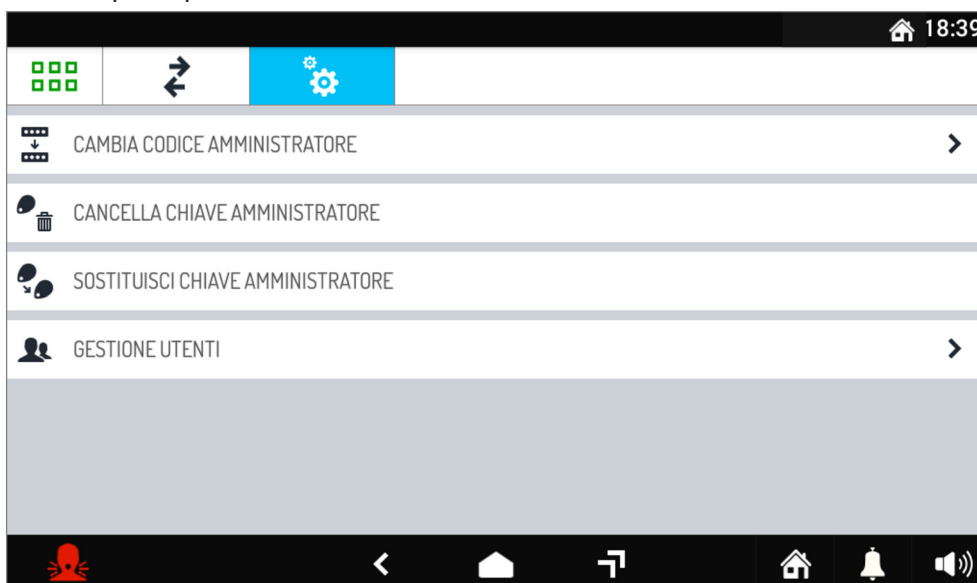 18:39
CAMBIA CODICE AMMINISTRATORE
CANCELLA CHIAVE AMMINISTRATORE
SOSTITUISCI CHIAVE AMMINISTRATORE
GESTIONE UTENTI